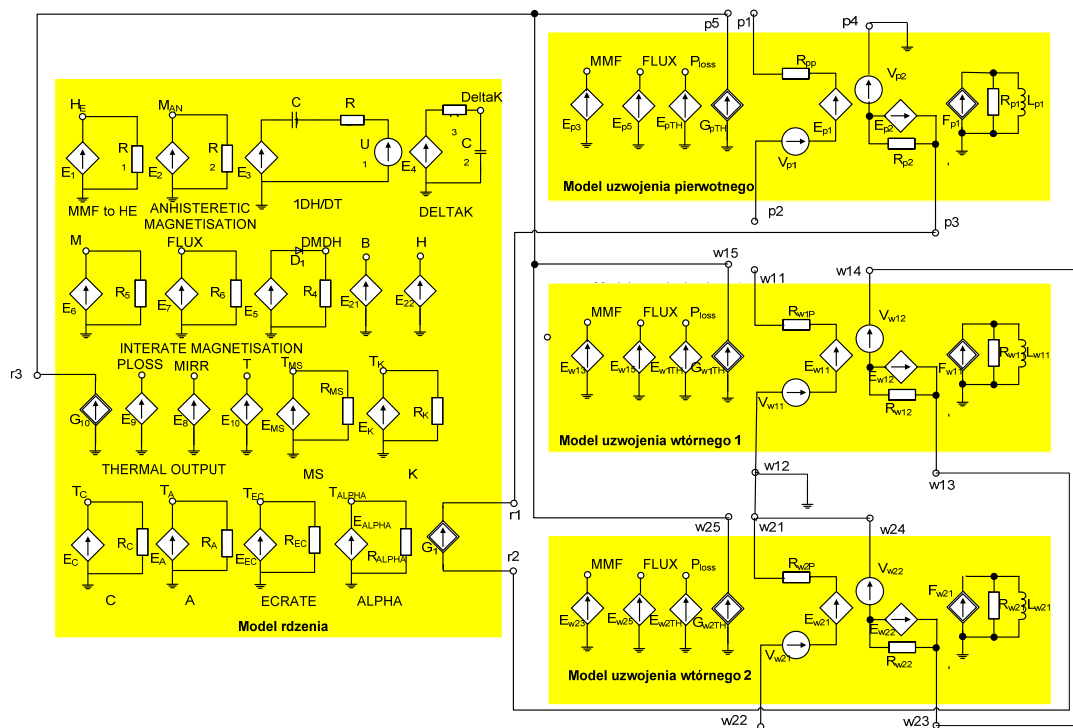 p5
p1
p4
MMF
FLUX
Ploss
Rpp
Vp2
Ep3
Ep5
EpTH
GpTH
Ep1
Ep2
Fp1
Rp1
Lp1
Vp1
Rp2
Model uzwojenia pierwotnego
p2
p3
HE
MAN
C
R
DeltaK
3
E1
R
1
E2
R
2
E3
U
1
E4
C
2
MMF to HE
ANHISTERETIC
MAGNETISATION
1DH/DT
DELTAK
M
FLUX
DMDH
B
H
D1
E6
R5
E7
R6
E5
R4
E21
E22
INTERATE MAGNETISATION
r3
PLOSS
MIRR
T
TMS
TK
G10
E9
E8
E10
EMS
RMS
EK
RK
THERMAL OUTPUT
MS
K
TC
TA
TEC
TALPHA
r1
EC
RC
EA
RA
EEC
REC
EALPHA
RALPHA
G1
r2
C
A
ECRATE
ALPHA
Model rdzenia
w15
w11
w14
MMF
FLUX
Ploss
Rw1P
Vw12
Ew13
Ew15
Ew1TH
Gw1TH
Ew11
Ew12
Fw11
Rw11
Lw11
Vw11
Rw12
Model uzwojenia wtórnego 1
w12
w13
w25
w21
w24
MMF
FLUX
Ploss
Rw2P
Vw22
Ew23
Ew25
Ew2TH
Gw2TH
Ew21
Ew22
Fw21
Rw21
Lw21
Vw21
Rw22
Model uzwojenia wtórnego 2
w22
w23